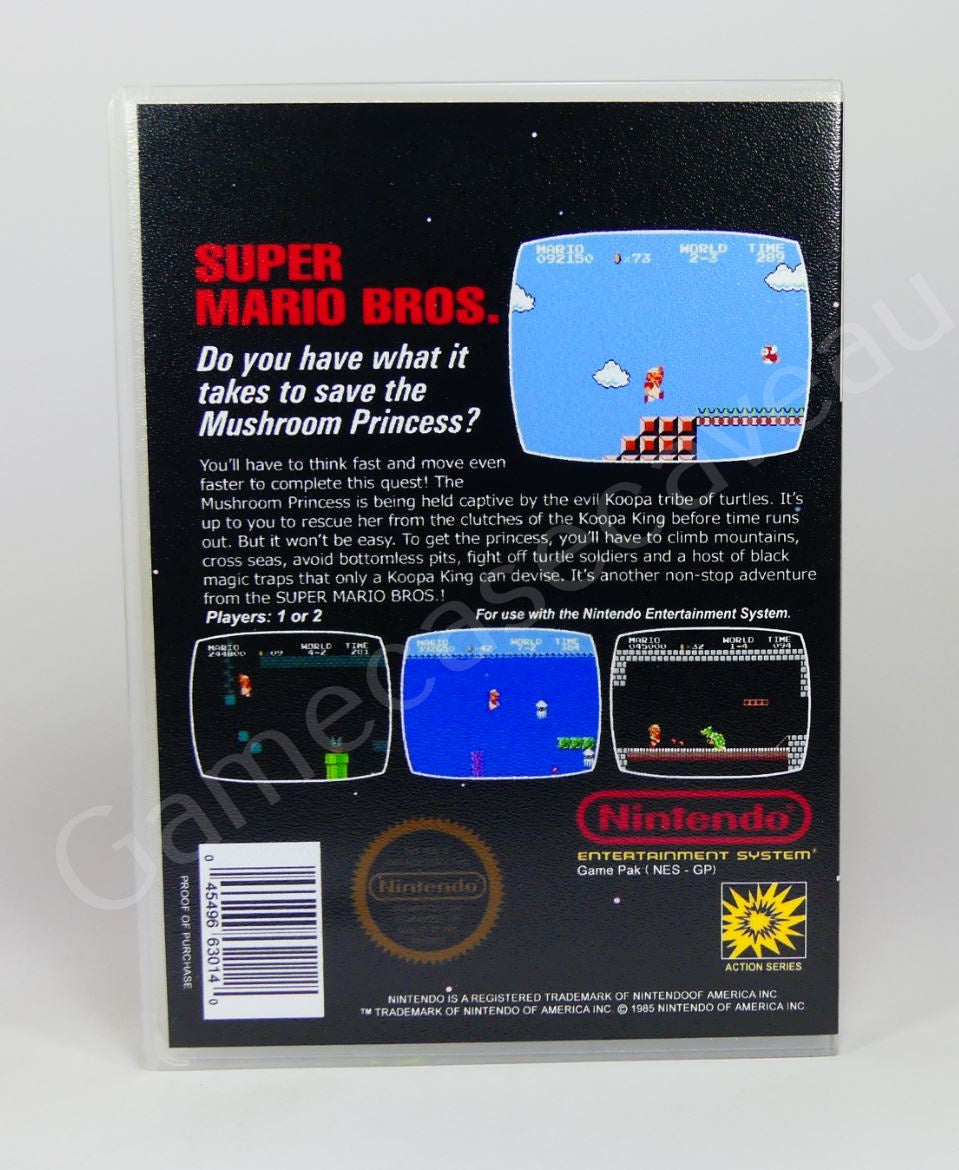 SUPER
MARIO BROS.
Do you have what it
takes to save the
Mushroom Princess?
MARIO WORLD TIME
092150 x73 2-3 289
You'll have to think fast and move even
faster to complete this quest! The
Mushroom Princess is being held captive by the evil Koopa tribe of turtles. It's
up to you to rescue her from the clutches of the Koopa King before time runs
out. But it won't be easy. To get the princess, you'll have to climb mountains,
cross seas, avoid bottomless pits, fight off turtle soldiers and a host of black
magic traps that only a Koopa King can devise. It's another non-stop adventure
from the SUPER MARIO BROS.!
Players: 1 or 2 For use with the Nintendo Entertainment System.
MARIO WORLD TIME
244800 09 4-2 281
MARIO WORLD TIME
42 7-2
MARIO WORLD TIME
045000 32 1-4 094
Nintendo
ENTERTAINMENT SYSTEM
Game Pak ( NES - GP)
Nintendo
ACTION SERIES
0 45496 63014 0
PROOF OF PURCHASE
NINTENDO IS A REGISTERED TRADEMARK OF NINTENDOOF AMERICA INC.
TM TRADEMARK OF NINTENDO OF AMERICA INC. © 1985 NINTENDO OF AMERICA INC.
Gamecasecaveau